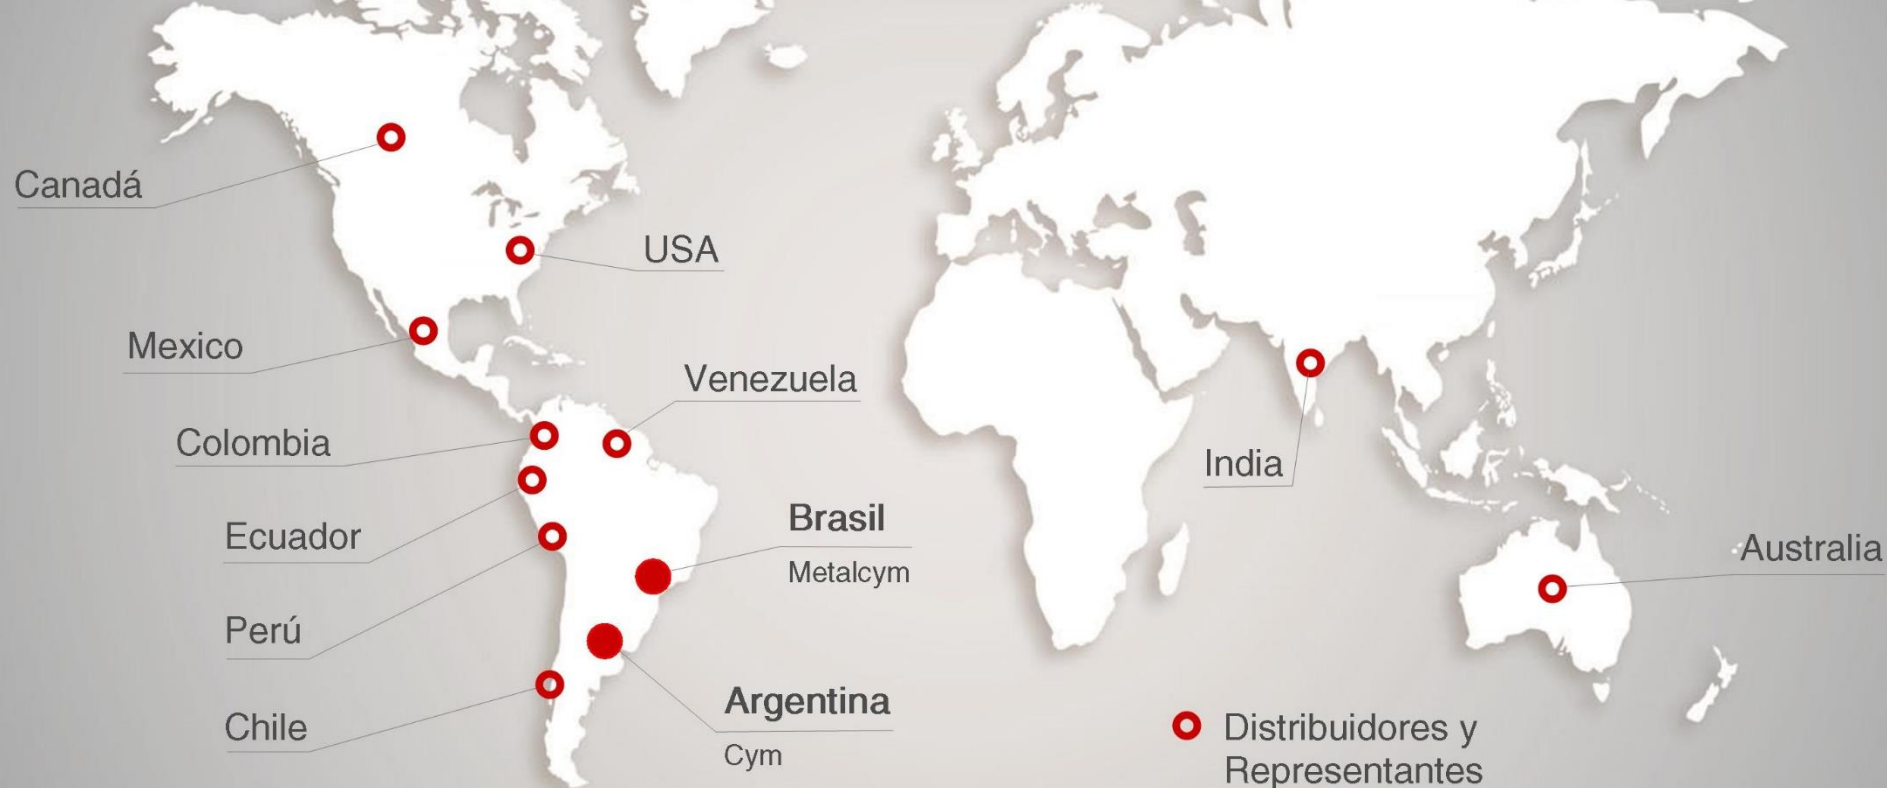 Canadá
USA
Mexico
Venezuela
Colombia
India
Brasil
Metalcym
Ecuador
Australia
Perú
Argentina
Cym
Chile
Distribuidores y
Representantes